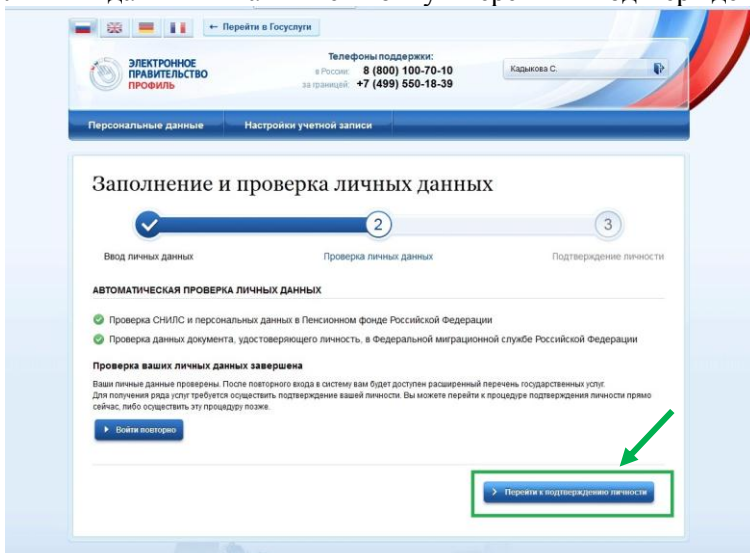 ← Перейти в Госуслуги
ЭЛЕКТРОННОЕ
ПРАВИТЕЛЬСТВО
ПРОФИЛЬ
Телефоны поддержки:
в России: 8 (800) 100-70-10
за границей: +7 (499) 550-18-39
Кадыкова С.
Персональные данные Настройки учетной записи
Заполнение и проверка личных данных
2
3
Ввод личных данных Проверка личных данных Подтверждение личности
АВТОМАТИЧЕСКАЯ ПРОВЕРКА ЛИЧНЫХ ДАННЫХ
Проверка СНИЛС и персональных данных в Пенсионном фонде Российской Федерации
Проверка данных документа, удостоверяющего личность, в Федеральной миграционной службе Российской Федерации
Проверка ваших личных данных завершена
Ваши личные данные проверены. После повторного входа в систему вам будет доступен расширенный перечень государственных услуг.
Для получения ряда услуг требуется осуществить подтверждение вашей личности. Вы можете перейти к процедуре подтверждения личности прямо
сейчас, либо осуществить эту процедуру позже.
Войти повторно
Перейти к подтверждению личности